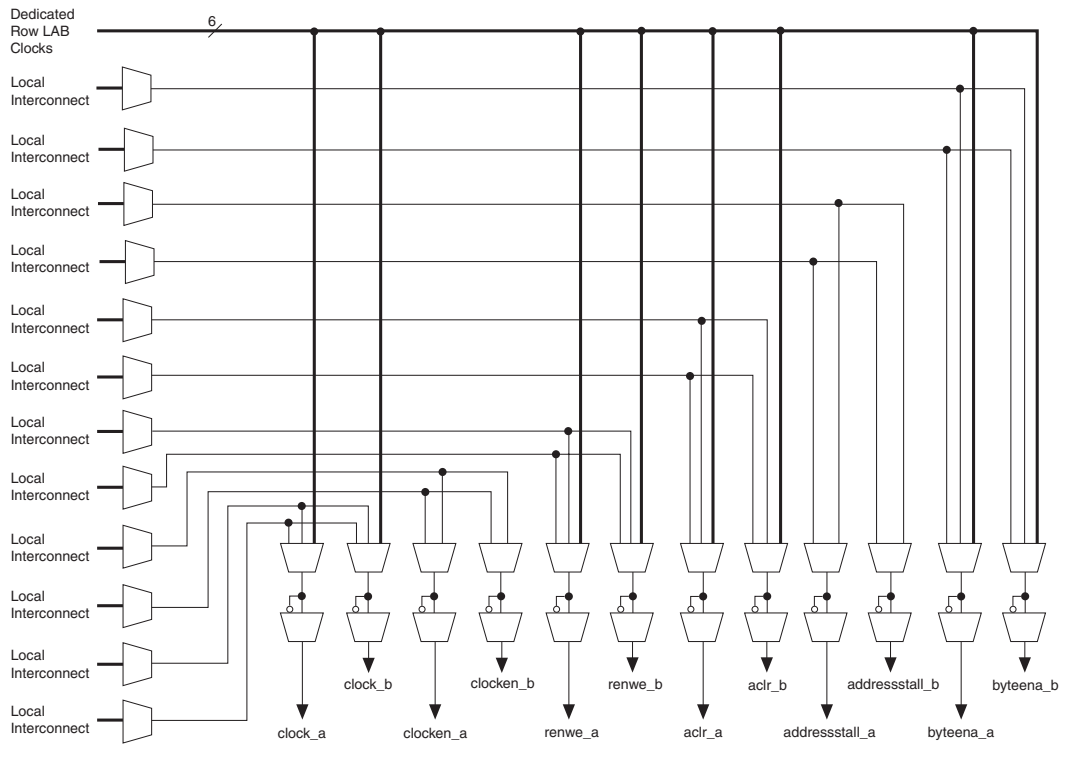 Dedicated
Row LAB
Clocks
6
Local
Interconnect
Local
Interconnect
Local
Interconnect
Local
Interconnect
Local
Interconnect
Local
Interconnect
Local
Interconnect
Local
Interconnect
Local
Interconnect
Local
Interconnect
Local
Interconnect
Local
Interconnect
clock_b
clocken_b
renwe_b
aclr_b
addressstall_b
byteena_b
clock_a
clocken_a
renwe_a
aclr_a
addressstall_a
byteena_a